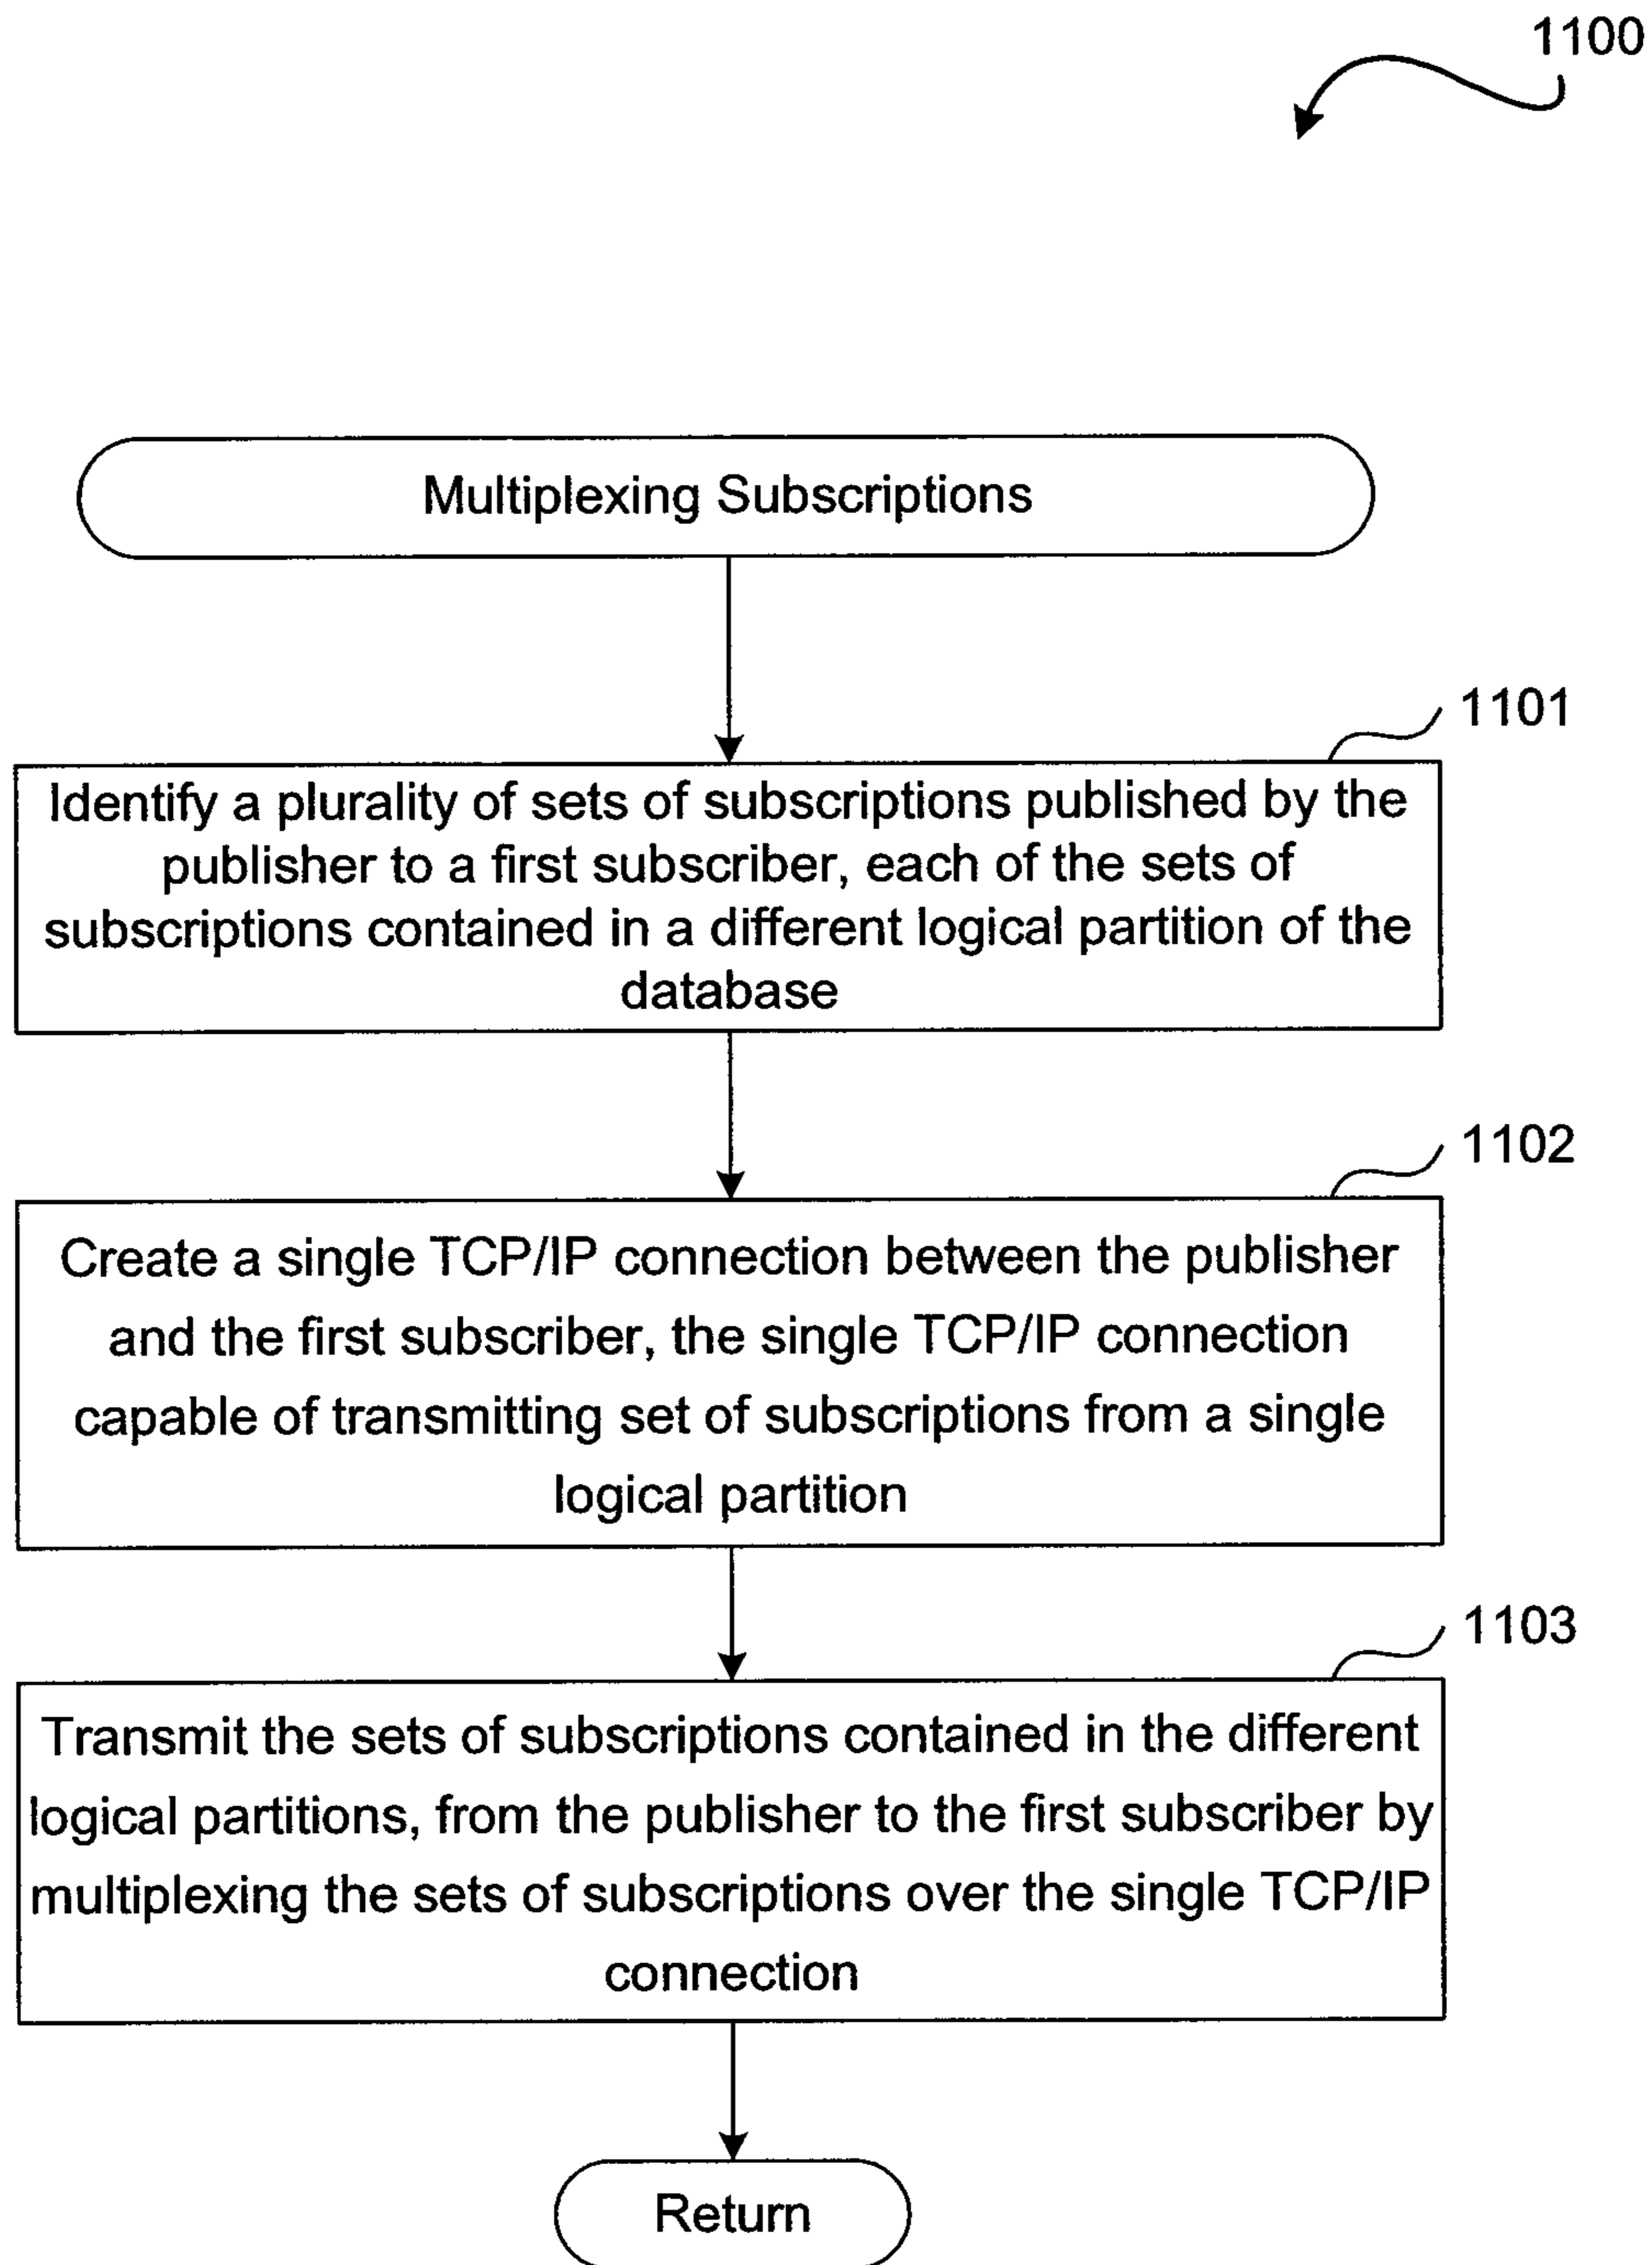 1100
Multiplexing Subscriptions
1101
Identify a plurality of sets of subscriptions published by the
publisher to a first subscriber, each of the sets of
subscriptions contained in a different logical partition of the
database
1102
Create a single TCP/IP connection between the publisher
and the first subscriber, the single TCP/IP connection
capable of transmitting set of subscriptions from a single
logical partition
1103
Transmit the sets of subscriptions contained in the different
logical partitions, from the publisher to the first subscriber by
multiplexing the sets of subscriptions over the single TCP/IP
connection
Return